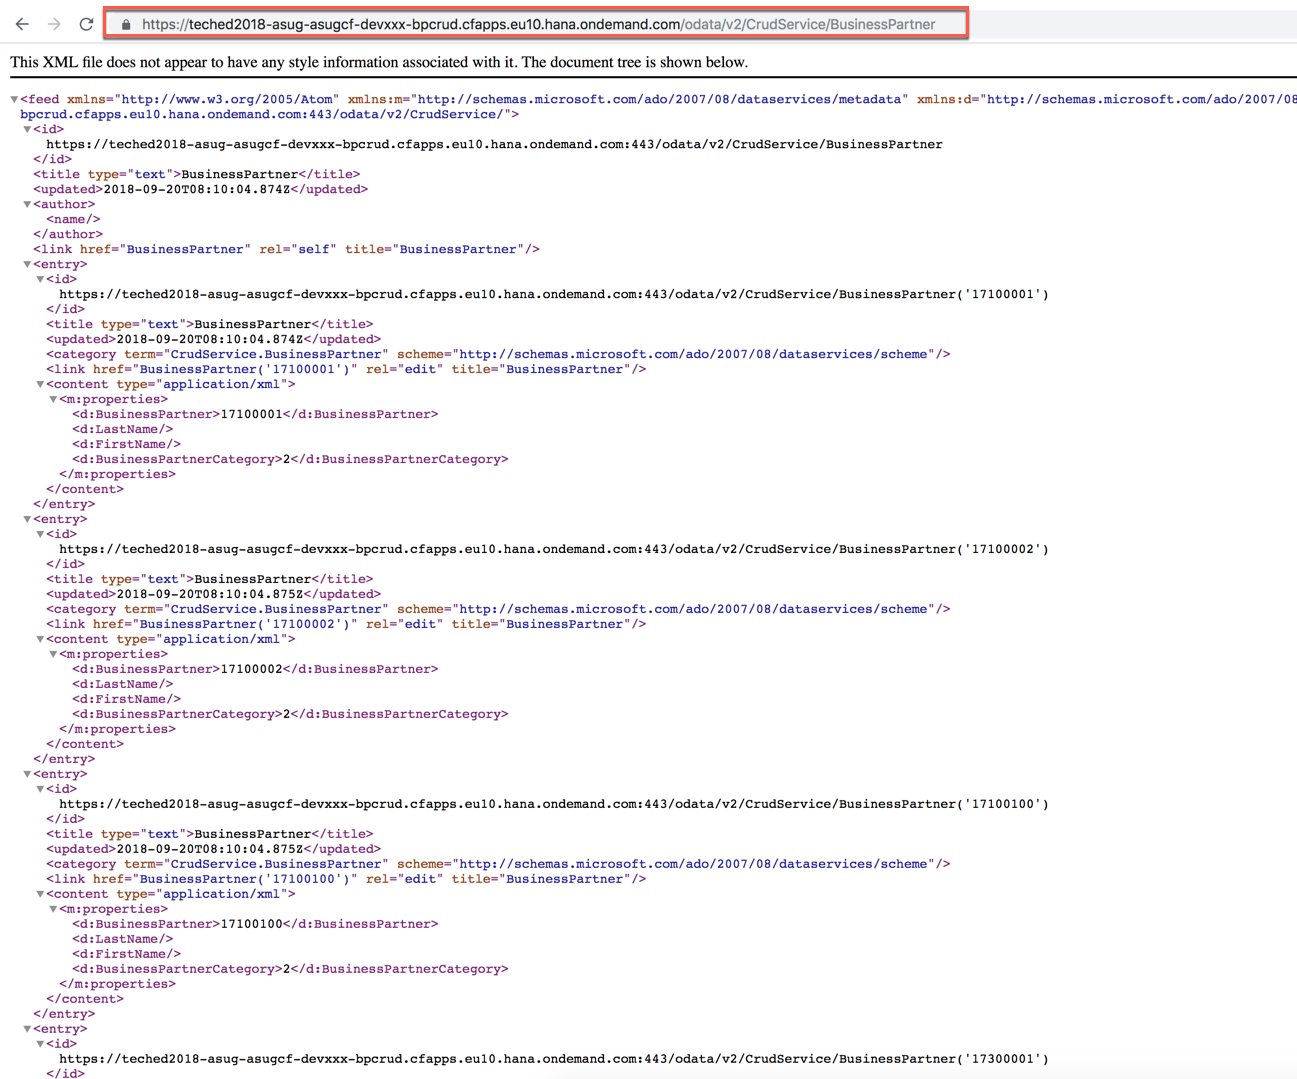 https://teched2018-asug-asugcf-devxxx-bpcrud.cfapps.eu10.hana.ondemand.com/odata/v2/CrudService/BusinessPartner
This XML file does not appear to have any style information associated with it. The document tree is shown below.
▼<feed xmlns="http://www.w3.org/2005/Atom" xmlns:m="http://schemas.microsoft.com/ado/2007/08/dataservices/metadata" xmlns:d="http://schemas.microsoft.com/ado/2007/08
bpcrud.cfapps.eu10.hana.ondemand.com:443/odata/v2/CrudService/">
▼<id>
https://teched2018-asug-asugcf-devxxx-bpcrud.cfapps.eu10.hana.ondemand.com:443/odata/v2/CrudService/BusinessPartner
</id>
<title type="text">BusinessPartner</title>
<updated>2018-09-20T08:10:04.874Z</updated>
▼<author>
<name/>
</author>
<link href="BusinessPartner" rel="self" title="BusinessPartner"/>
▼<entry>
▼<id>
https://teched2018-asug-asugcf-devxxx-bpcrud.cfapps.eu10.hana.ondemand.com:443/odata/v2/CrudService/BusinessPartner('17100001')
</id>
<title type="text">BusinessPartner</title>
<updated>2018-09-20T08:10:04.874Z</updated>
<category term="CrudService.BusinessPartner" scheme="http://schemas.microsoft.com/ado/2007/08/dataservices/scheme"/>
<link href="BusinessPartner('17100001')" rel="edit" title="BusinessPartner"/>
▼<content type="application/xml">
▼<m:properties>
<d:BusinessPartner>17100001</d:BusinessPartner>
<d:LastName/>
<d:FirstName/>
<d:BusinessPartnerCategory>2</d:BusinessPartnerCategory>
</m:properties>
</content>
</entry>
▼<entry>
▼<id>
https://teched2018-asug-asugcf-devxxx-bpcrud.cfapps.eu10.hana.ondemand.com:443/odata/v2/CrudService/BusinessPartner('17100002')
</id>
<title type="text">BusinessPartner</title>
<updated>2018-09-20T08:10:04.875Z</updated>
<category term="CrudService.BusinessPartner" scheme="http://schemas.microsoft.com/ado/2007/08/dataservices/scheme"/>
<link href="BusinessPartner('17100002')" rel="edit" title="BusinessPartner"/>
▼<content type="application/xml">
▼<m:properties>
<d:BusinessPartner>17100002</d:BusinessPartner>
<d:LastName/>
<d:FirstName/>
<d:BusinessPartnerCategory>2</d:BusinessPartnerCategory>
</m:properties>
</content>
</entry>
▼<entry>
▼<id>
https://teched2018-asug-asugcf-devxxx-bpcrud.cfapps.eu10.hana.ondemand.com:443/odata/v2/CrudService/BusinessPartner('17100100')
</id>
<title type="text">BusinessPartner</title>
<updated>2018-09-20T08:10:04.875Z</updated>
<category term="CrudService.BusinessPartner" scheme="http://schemas.microsoft.com/ado/2007/08/dataservices/scheme"/>
<link href="BusinessPartner('17100100')" rel="edit" title="BusinessPartner"/>
▼<content type="application/xml">
▼<m:properties>
<d:BusinessPartner>17100100</d:BusinessPartner>
<d:LastName/>
<d:FirstName/>
<d:BusinessPartnerCategory>2</d:BusinessPartnerCategory>
</m:properties>
</content>
</entry>
▼<entry>
▼<id>
https://teched2018-asug-asugcf-devxxx-bpcrud.cfapps.eu10.hana.ondemand.com:443/odata/v2/CrudService/BusinessPartner('17300001')
</id>